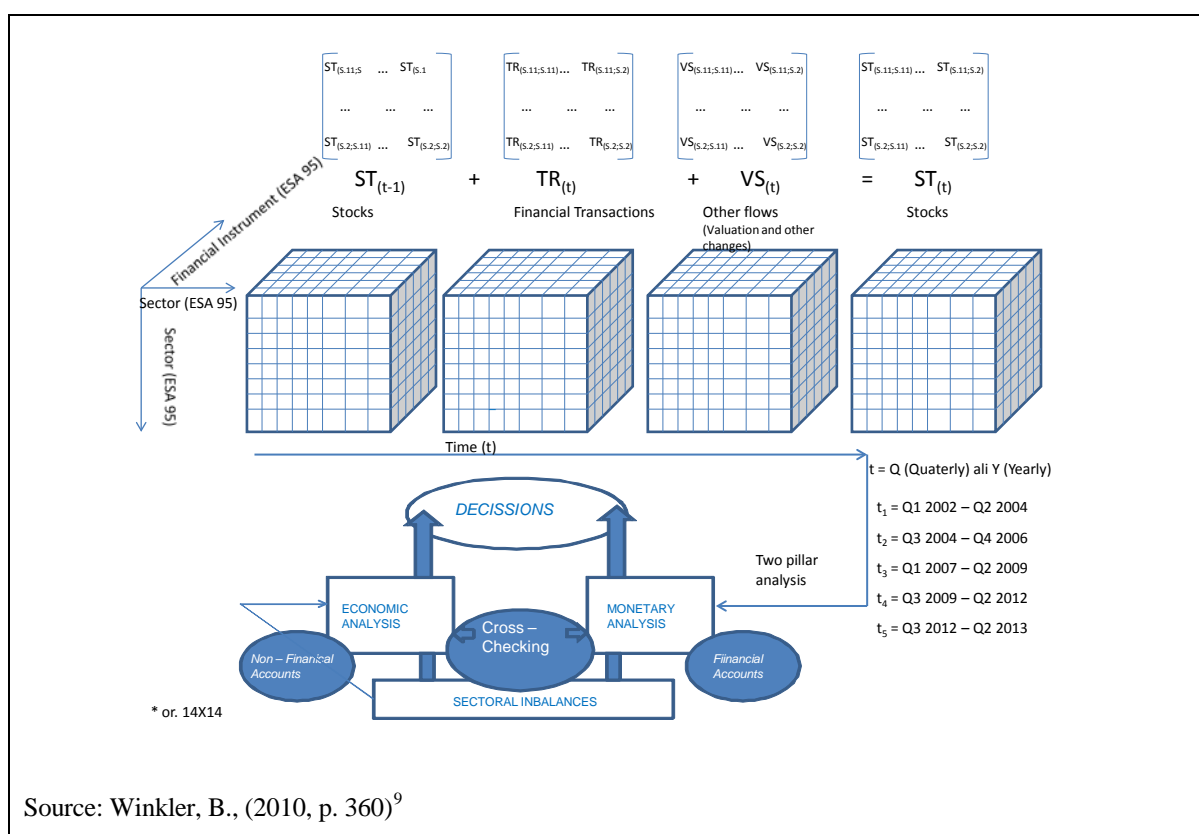 ST(S.11;S ... ST(S.1
... ... ...
ST(S.2;S.11) ... ST(S.2;S.2)
TR(S.11;S.11)... TR(S.11;S.2)
... ... ...
TR(S.2;S.11) ... TR(S.2;S.2)
VS(S.11;S.11)... VS(S.11;S.2)
... ... ...
VS(S.2;S.11) ... VS(S.2;S.2)
ST(S.11;S.11) ... ST(S.11;S.2)
... ... ...
ST(S.2;S.11) ... ST(S.2;S.2)
ST(t-1) + TR(t) + VS(t) = ST(t)
Stocks
Financial Transactions
Other flows
(Valuation and other
changes)
Stocks
Financial Instrument (ESA 95)
Sector (ESA 95)
Sector (ESA 95)
Time (t)
t = Q (Quaterly) ali Y (Yearly)
t1 = Q1 2002 – Q2 2004
t2 = Q3 2004 – Q4 2006
t3 = Q1 2007 – Q2 2009
t4 = Q3 2009 – Q2 2012
t5 = Q3 2012 – Q2 2013
DECISSIONS
Two pillar
analysis
ECONOMIC
ANALYSIS
MONETARY
ANALYSIS
Cross –
Checking
Non – Financial
Accounts
Fiinancial
Accounts
SECTORAL INBALANCES
* or. 14X14
Source: Winkler, B., (2010, p. 360)9